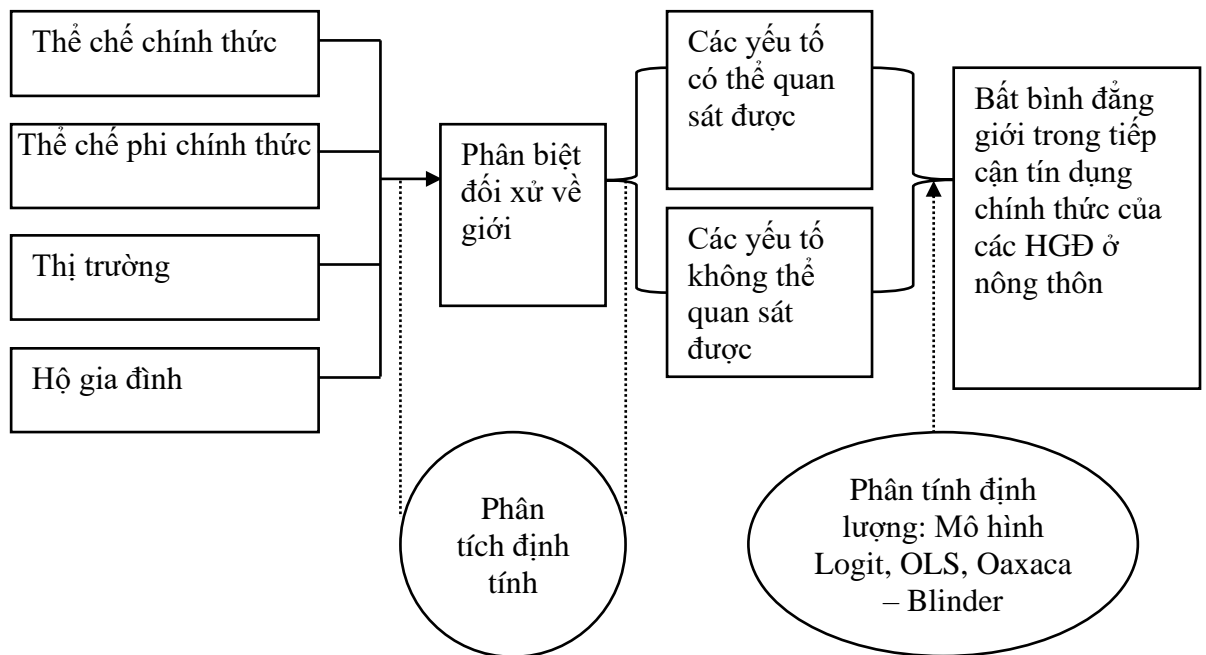 Thể chế chính thức
Thể chế phi chính thức
Thị trường
Hộ gia đình
Phân biệt
đối xử về
giới
Các yếu tố
có thể quan
sát được
Các yếu tố
không thể
quan sát
được
Bất bình đẳng
giới trong tiếp
cận tín dụng
chính thức của
các HGĐ ở
nông thôn
Phân
tích định
tính
Phân tính định
lượng: Mô hình
Logit, OLS, Oaxaca
– Blinder